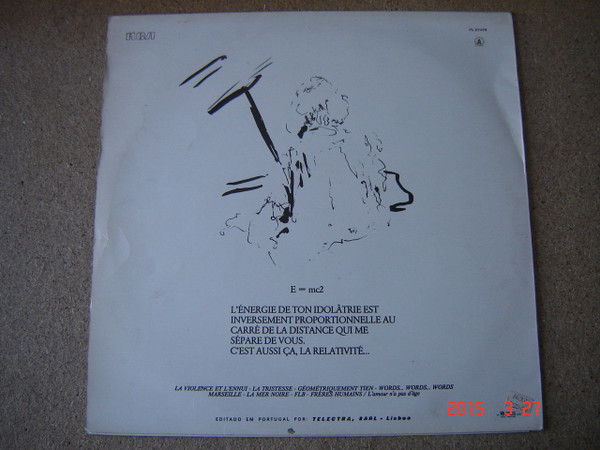 RCA
PL 37436
A
E = mc2
L'ÉNERGIE DE TON IDOLÂTRIE EST
INVERSEMENT PROPORTIONNELLE AU
CARRÉ DE LA DISTANCE QUI ME
SÉPARE DE VOUS.
C'EST AUSSI ÇA, LA RELATIVITÉ...
LA VIOLENCE ET L'ENNUI - LA TRISTESSE - GÉOMÉTRIQUEMENT TIEN - WORDS... WORDS... WORDS
MARSEILLE - LA MER NOIRE - FLB - FRÈRES HUMAINS / L'amour n'a pas d'âge
EDITADO EM PORTUGAL POR: TELECTRA, SARL - Lisboa
2015 3 27